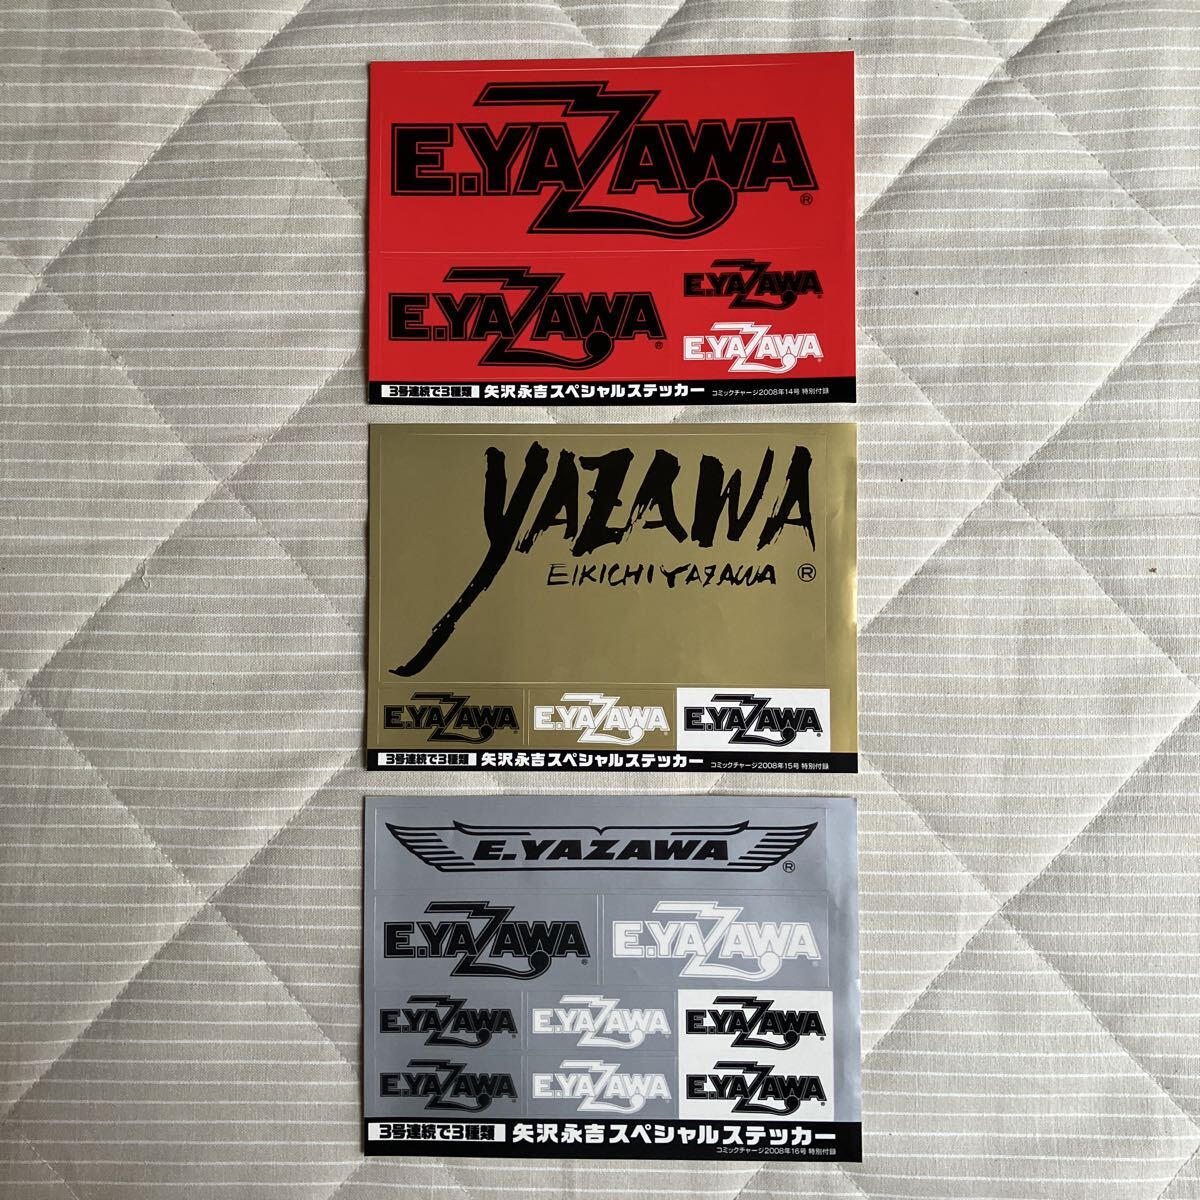 E.YAZAWA®
E.YAZAWA®
E.YAZAWA®
E.YAZAWA®
3号連続で3種類 矢沢永吉スペシャルステッカー コミックチャージ2008年14号 特別付録
YAZAWA
EIKICHI YAZAWA ®
E.YAZAWA® E.YAZAWA® E.YAZAWA®
3号連続で3種類 矢沢永吉スペシャルステッカー コミックチャージ2008年15号 特別付録
E.YAZAWA®
E.YAZAWA® E.YAZAWA®
E.YAZAWA® E.YAZAWA® E.YAZAWA®
E.YAZAWA® E.YAZAWA® E.YAZAWA®
3号連続で3種類 矢沢永吉スペシャルステッカー
コミックチャージ2008年16号 特別付録